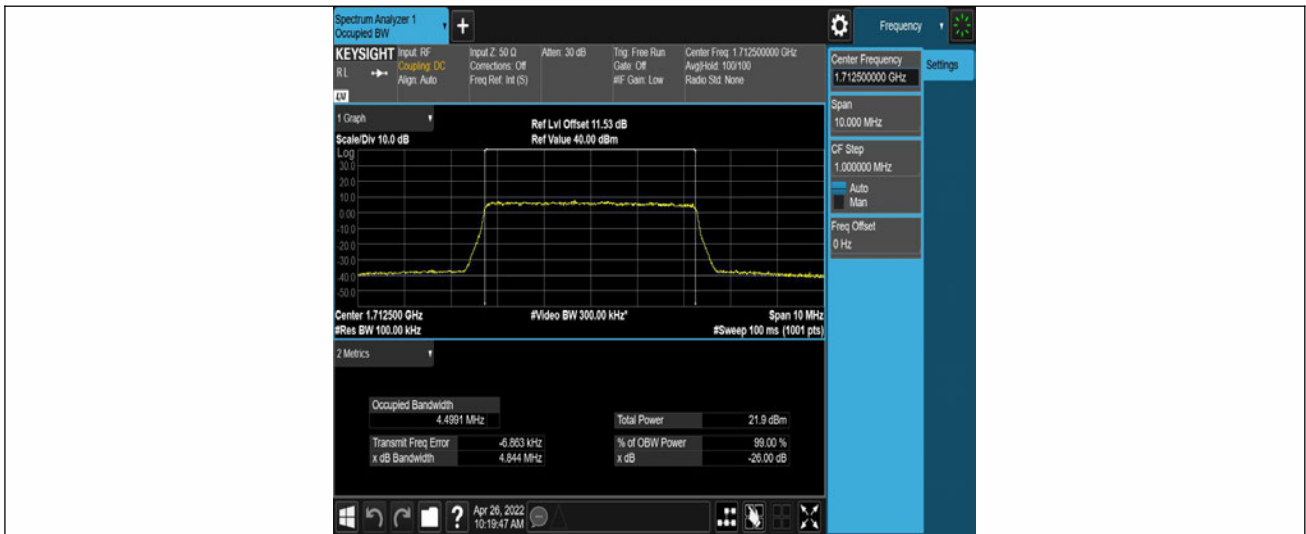 Spectrum Analyzer 1
Occupied BW
+
Frequency
KEYSIGHT
Input: RF
Input Z: 50 Ω
Atten: 30 dB
Trig: Free Run
Center Freq: 1.712500000 GHz
R L
Coupling: DC
Corrections: Off
Gate: Off
Avg|Hold: 100/100
Align: Auto
Freq Ref: Int (S)
#IF Gain: Low
Radio Std: None
LXI
Center Frequency
1.712500000 GHz
Settings
Span
10.000 MHz
CF Step
1.000000 MHz
Auto
Man
Freq Offset
0 Hz
1 Graph
Ref Lvl Offset 11.53 dB
Scale/Div 10.0 dB
Ref Value 40.00 dBm
Log
30.0
20.0
10.0
0.00
-10.0
-20.0
-30.0
-40.0
-50.0
Center 1.712500 GHz
#Video BW 300.00 kHz*
Span 10 MHz
#Res BW 100.00 kHz
#Sweep 100 ms (1001 pts)
2 Metrics
Occupied Bandwidth
4.4991 MHz
Total Power 21.9 dBm
Transmit Freq Error -6.863 kHz
% of OBW Power 99.00 %
x dB Bandwidth 4.844 MHz
x dB -26.00 dB
?
Apr 26, 2022
10:19:47 AM